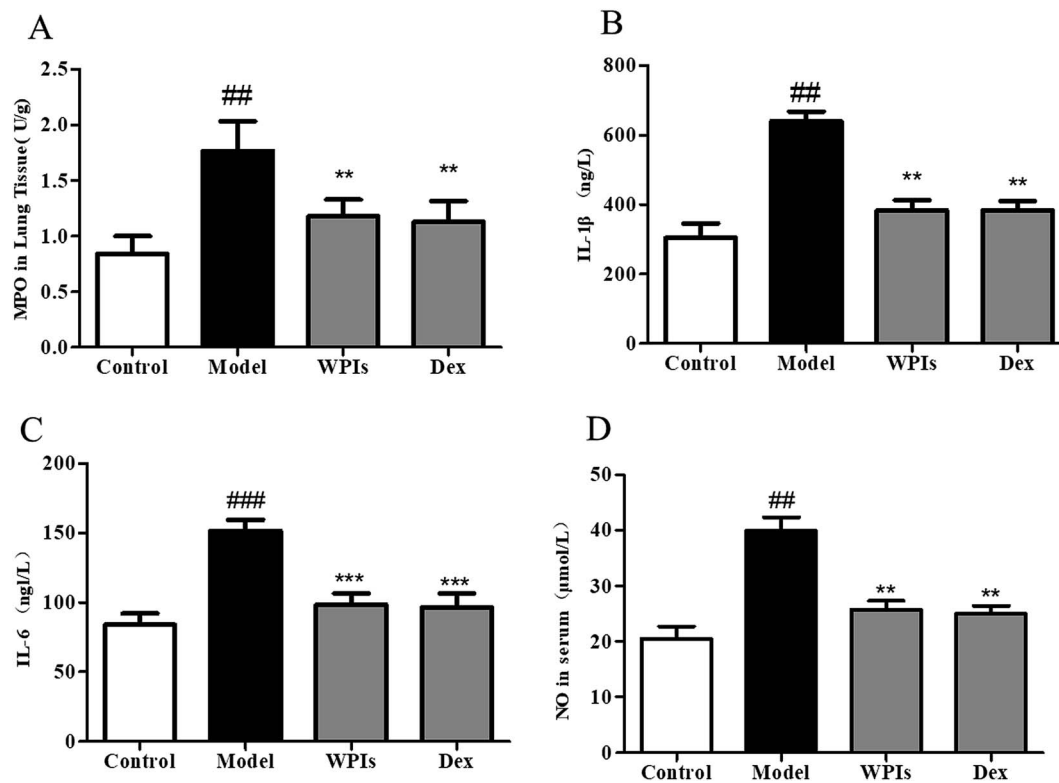 A
MPO in Lung Tissue( U/g)
2.5
2.0
1.5
1.0
0.5
0.0
##
**
**
Control Model WPIs Dex
B
IL-1β (ng/L)
800
600
400
200
0
##
**
**
Control Model WPIs Dex
C
IL-6 (ngl/L)
200
150
100
50
0
###
***
***
Control Model WPIs Dex
D
NO in serum (μmol/L)
50
40
30
20
10
0
##
**
**
Control Model WPIs Dex